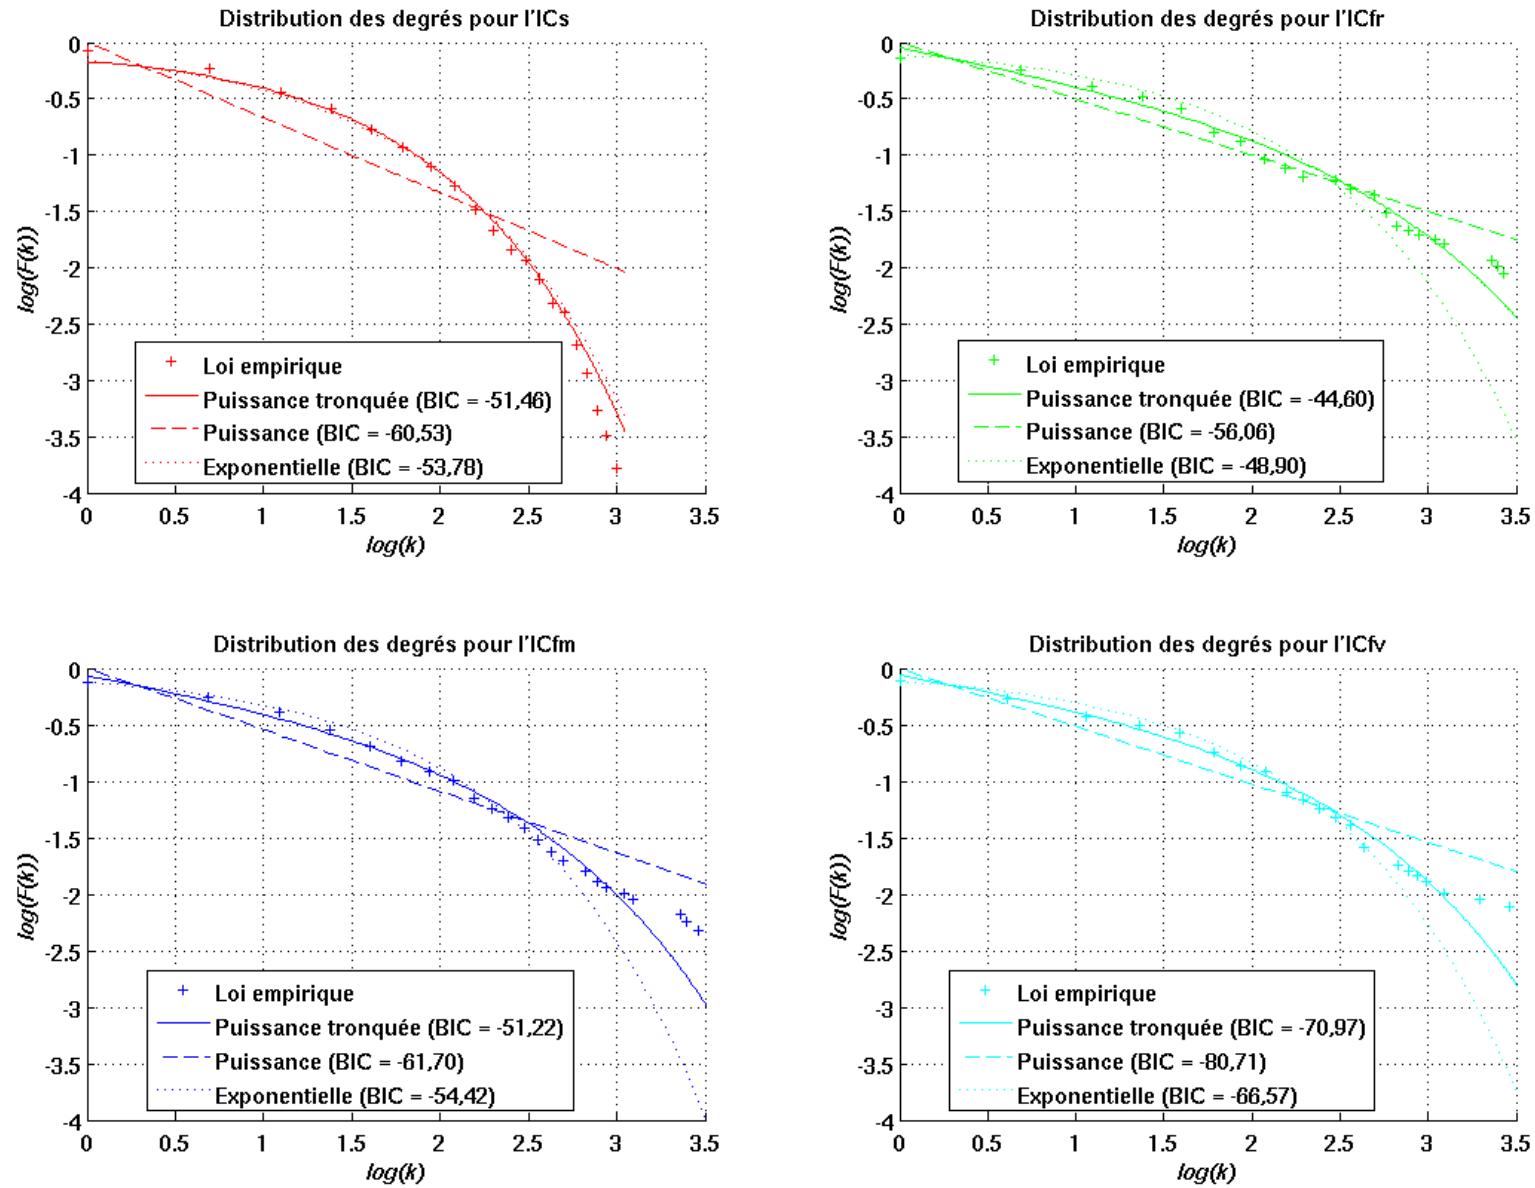 Distribution des degrés pour l'ICs
0
-0.5
-1
-1.5
-2
-2.5
-3
-3.5
-4
log(F(k))
Loi empirique
Puissance tronquée (BIC = -51,46)
Puissance (BIC = -60,53)
Exponentielle (BIC = -53,78)
0 0.5 1 1.5 2 2.5 3 3.5
log(k)
Distribution des degrés pour l'ICfr
0
-0.5
-1
-1.5
-2
-2.5
-3
-3.5
-4
log(F(k))
Loi empirique
Puissance tronquée (BIC = -44,60)
Puissance (BIC = -56,06)
Exponentielle (BIC = -48,90)
0 0.5 1 1.5 2 2.5 3 3.5
log(k)
Distribution des degrés pour l'ICfm
0
-0.5
-1
-1.5
-2
-2.5
-3
-3.5
-4
log(F(k))
Loi empirique
Puissance tronquée (BIC = -51,22)
Puissance (BIC = -61,70)
Exponentielle (BIC = -54,42)
0 0.5 1 1.5 2 2.5 3 3.5
log(k)
Distribution des degrés pour l'ICfv
0
-0.5
-1
-1.5
-2
-2.5
-3
-3.5
-4
log(F(k))
Loi empirique
Puissance tronquée (BIC = -70,97)
Puissance (BIC = -80,71)
Exponentielle (BIC = -66,57)
0 0.5 1 1.5 2 2.5 3 3.5
log(k)